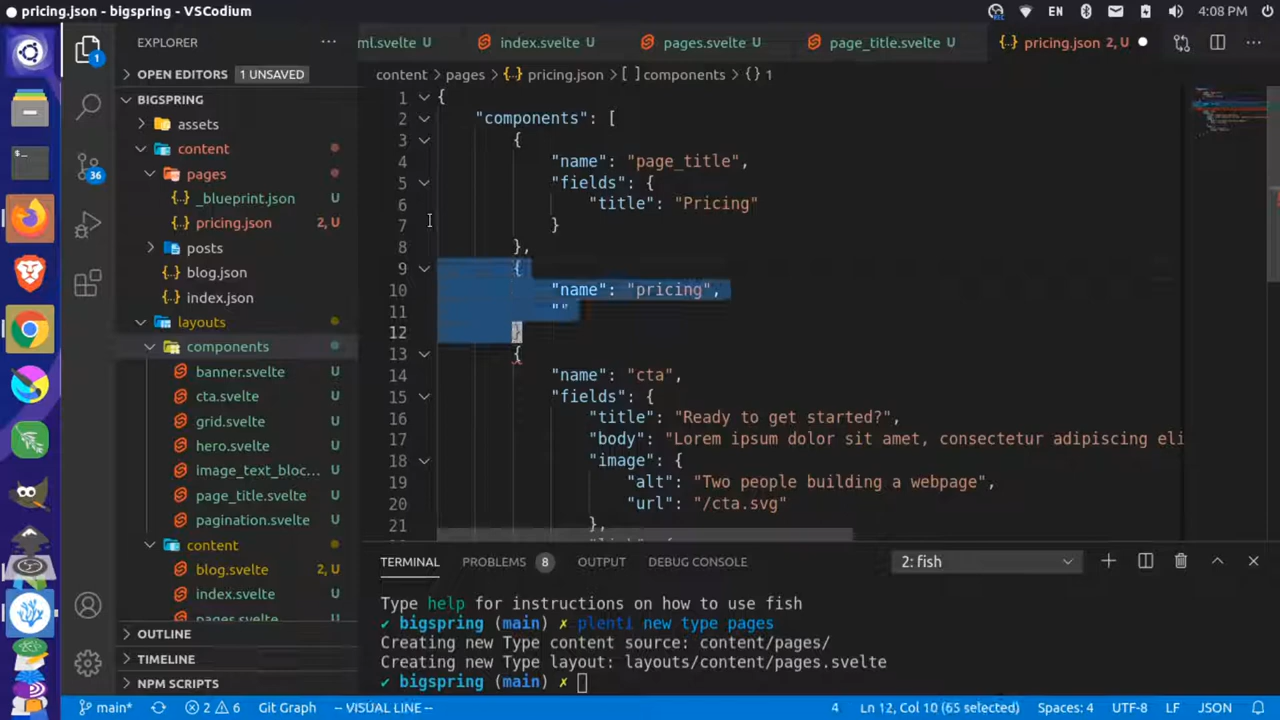 pricing.json - bigspring - VSCodium
EN
4:08 PM
EXPLORER
ml.svelte U
index.svelte U
pages.svelte U
page_title.svelte U
pricing.json 2, U
OPEN EDITORS 1 UNSAVED
content > pages > {..} pricing.json > [ ] components > {} 1
BIGSPRING
assets
content
pages
{..} _blueprint.json U
{..} pricing.json 2, U
posts
{..} blog.json
{..} index.json
layouts
components
banner.svelte U
cta.svelte U
grid.svelte U
hero.svelte U
image_text_bloc... U
page_title.svelte U
pagination.svelte U
content
blog.svelte 2, U
index.svelte U
pages.svelte U
OUTLINE
TIMELINE
NPM SCRIPTS
1
36
1 {
2 "components": [
3 {
4 "name": "page_title",
5 "fields": {
6 "title": "Pricing"
7 }
8 },
9 {
10 "name": "pricing",
11 ""
12 }
13 {
14 "name": "cta",
15 "fields": {
16 "title": "Ready to get started?",
17 "body": "Lorem ipsum dolor sit amet, consectetur adipiscing eli
18 "image": {
19 "alt": "Two people building a webpage",
20 "url": "/cta.svg"
21 },
TERMINAL PROBLEMS 8 OUTPUT DEBUG CONSOLE 2: fish
Type help for instructions on how to use fish
✔ bigspring (main) ✗ plenti new type pages
Creating new Type content source: content/pages/
Creating new Type layout: layouts/content/pages.svelte
✔ bigspring (main) ✗
main* 2 6 Git Graph -- VISUAL LINE -- 4 Ln 12, Col 10 (65 selected) Spaces: 4 UTF-8 LF JSON